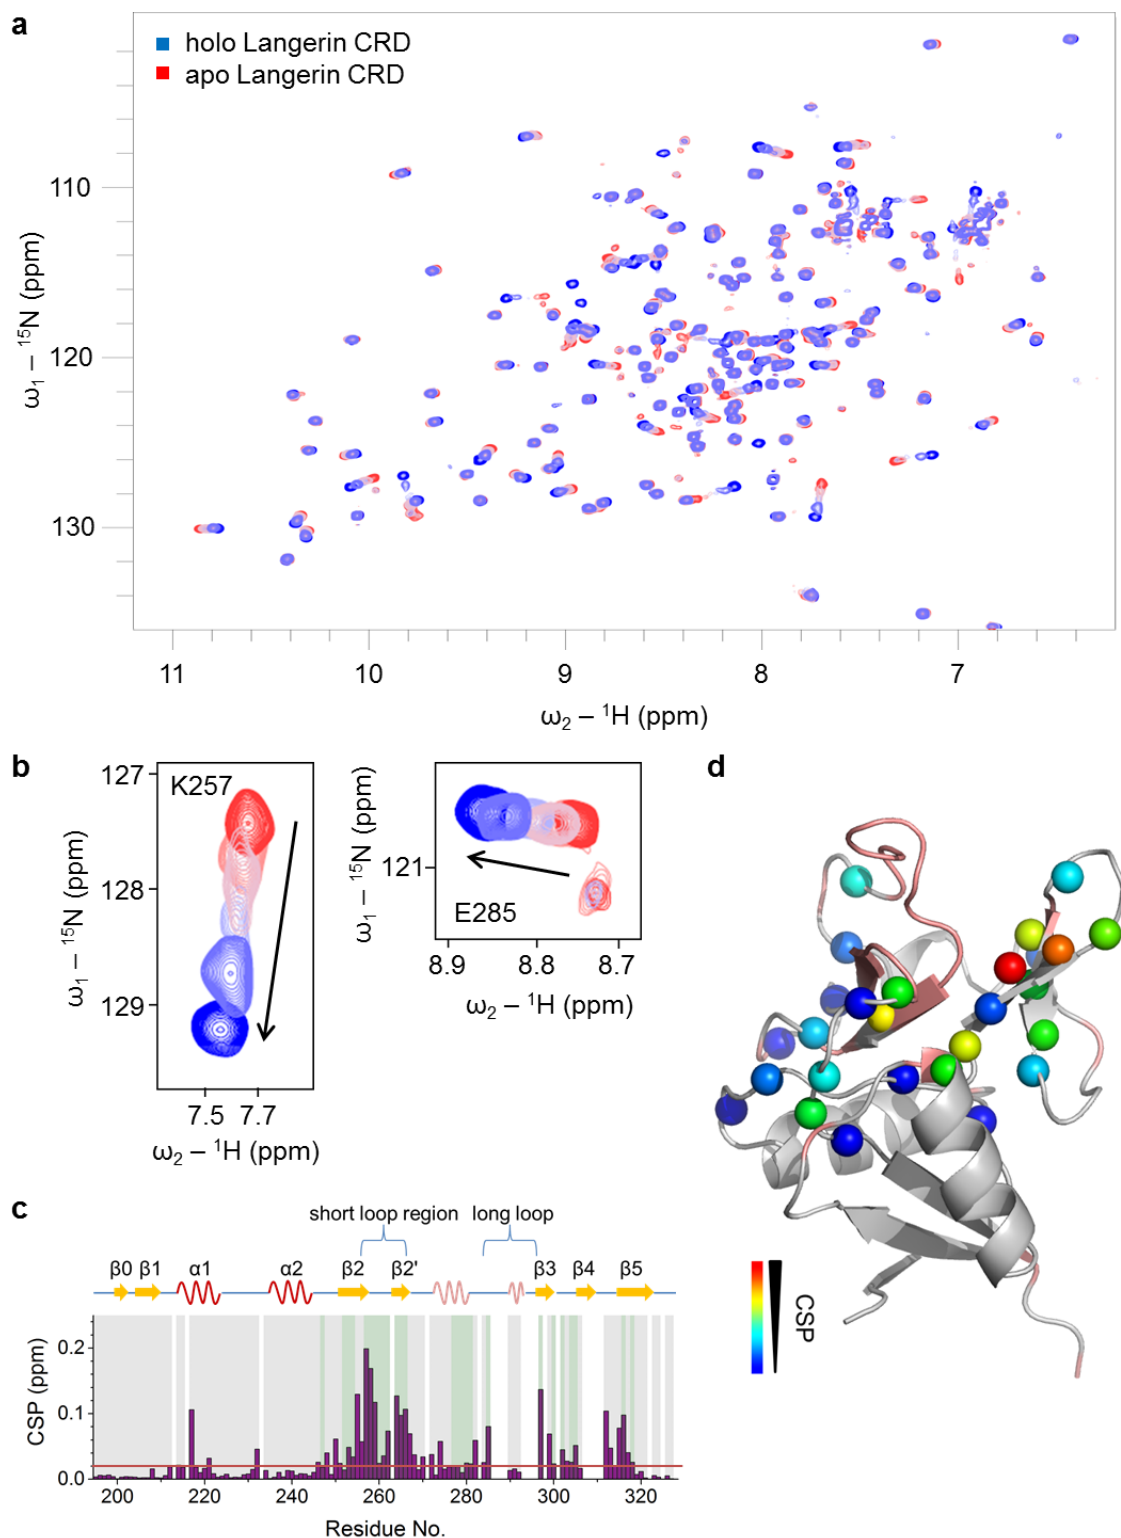 a
holo Langerin CRD
apo Langerin CRD
110
120
130
ω1 – 15N (ppm)
11 10 9 8 7
ω2 – 1H (ppm)
b
127
128
129
K257
ω1 – 15N (ppm)
7.5 7.7
ω2 – 1H (ppm)
121
E285
ω1 – 15N (ppm)
8.9 8.8 8.7
ω2 – 1H (ppm)
c
short loop region long loop
β0 β1 α1 α2 β2 β2' β3 β4 β5
0.2
0.1
0.0
CSP (ppm)
200 220 240 260 280 300 320
Residue No.
d
CSP